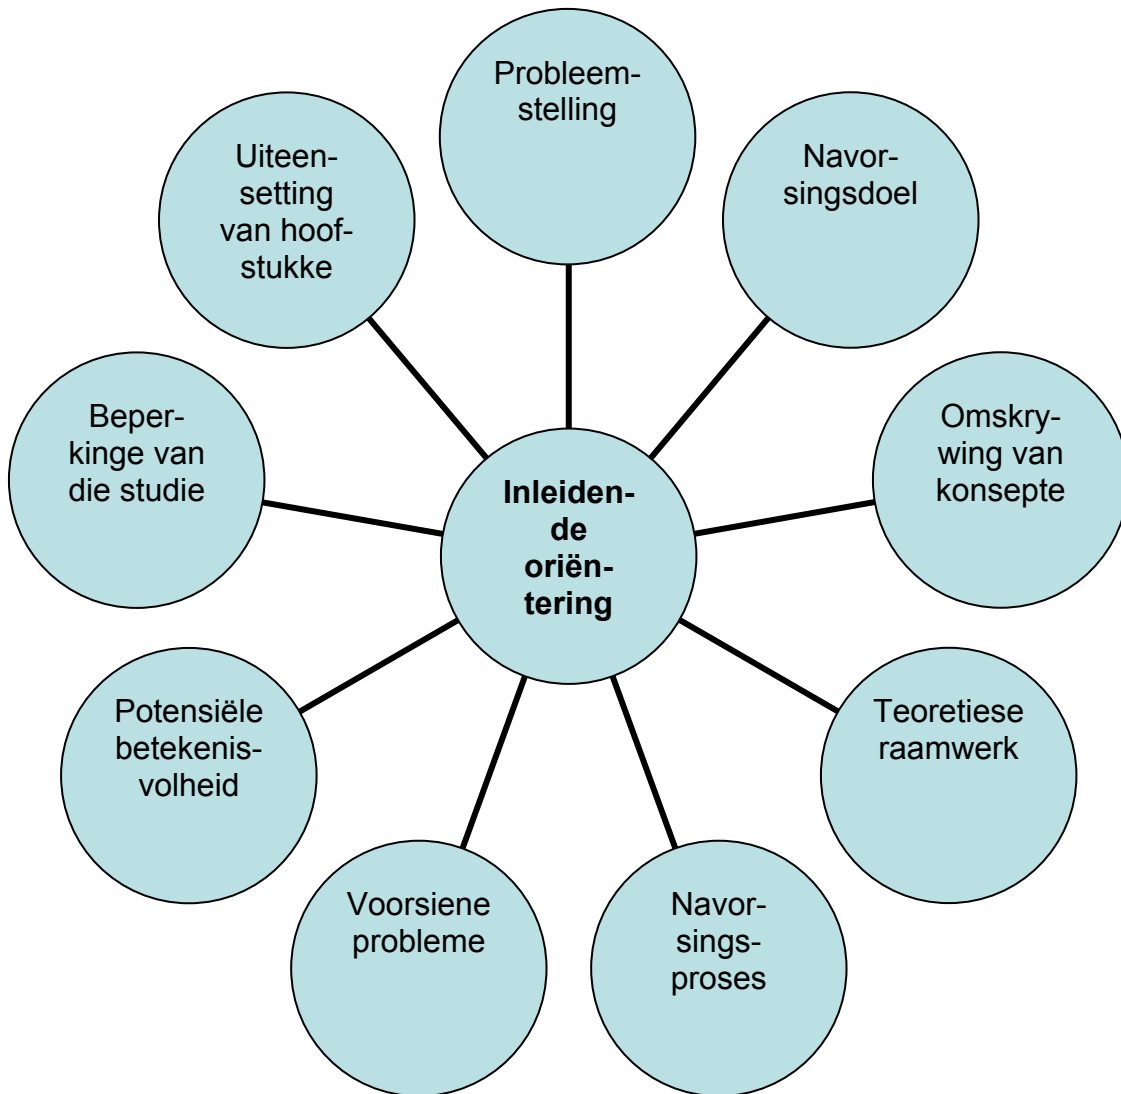 Probleem-
stelling
Navor-
singsdoel
Omskry-
wing van
konsepte
Teoretiese
raamwerk
Navor-
sings-
proses
Voorsiene
probleme
Potensiële
betekenis-
volheid
Beper-
kinge van
die studie
Uiteen-
setting
van hoof-
stukke
Inleiden-
de
oriën-
tering